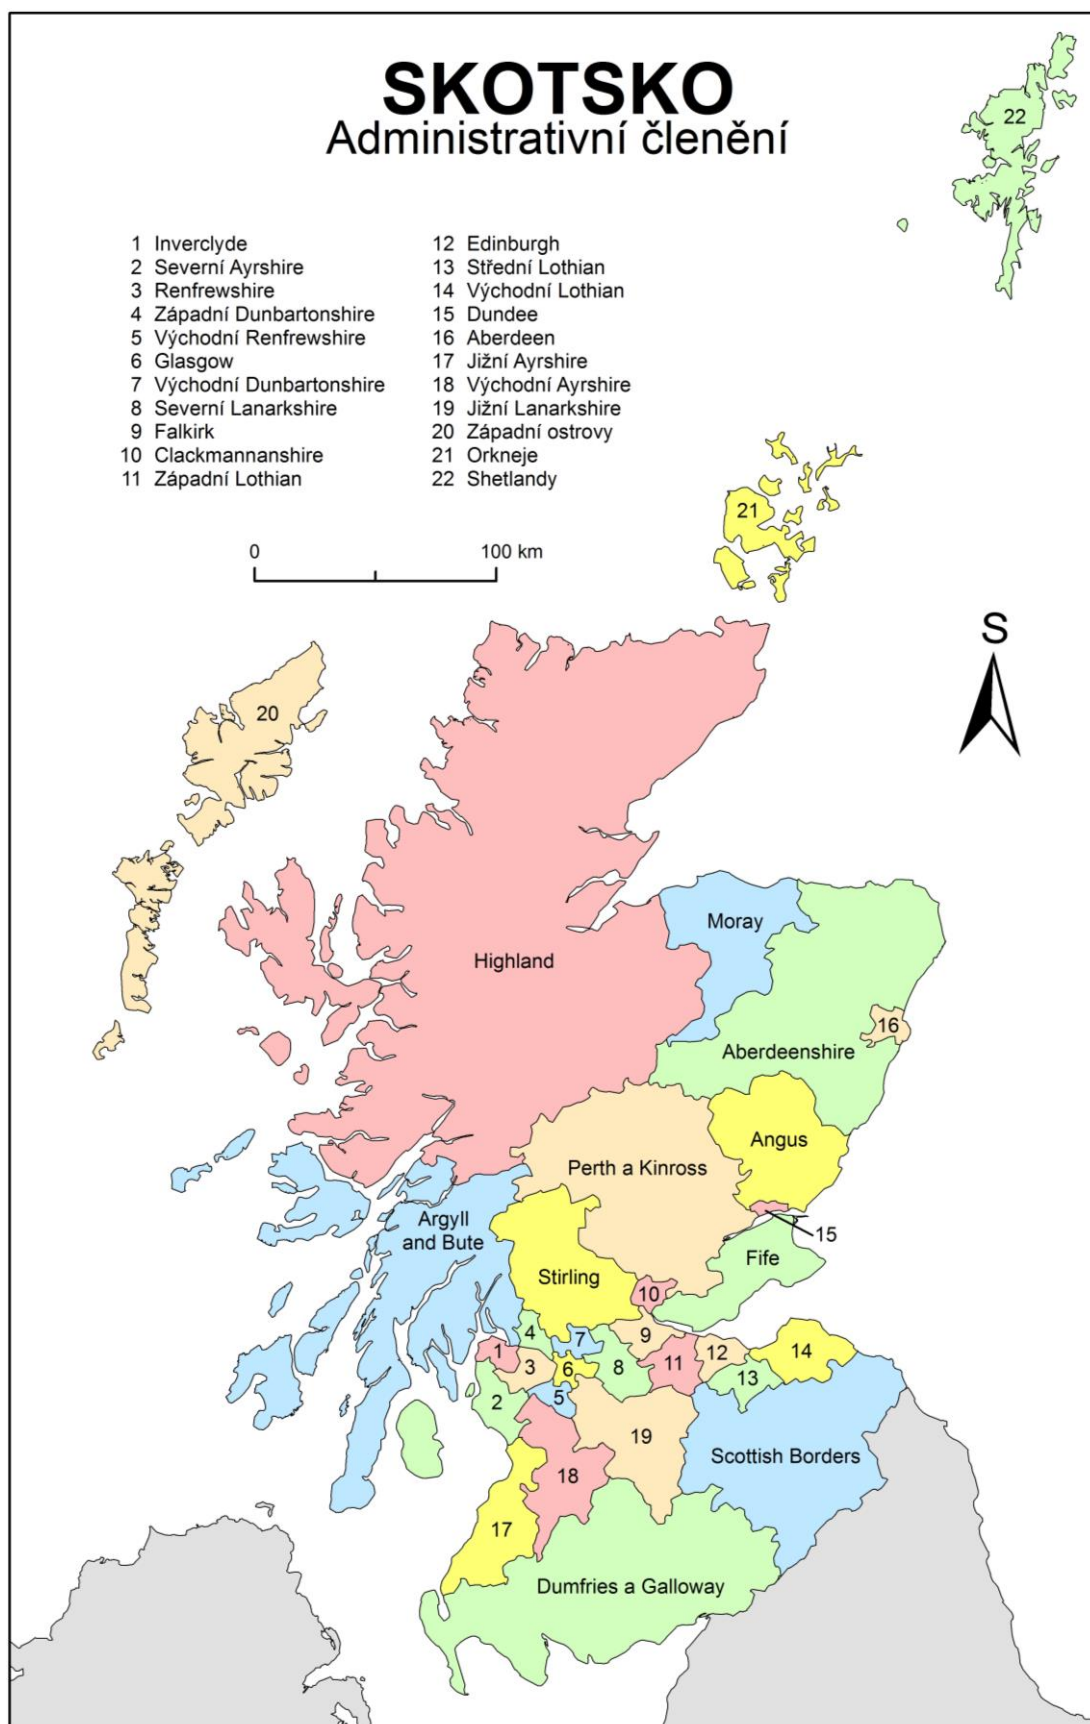 SKOTSKO
Administrativní členění
1 Inverclyde
2 Severní Ayrshire
3 Renfrewshire
4 Západní Dunbartonshire
5 Východní Renfrewshire
6 Glasgow
7 Východní Dunbartonshire
8 Severní Lanarkshire
9 Falkirk
10 Clackmannanshire
11 Západní Lothian
12 Edinburgh
13 Střední Lothian
14 Východní Lothian
15 Dundee
16 Aberdeen
17 Jižní Ayrshire
18 Východní Ayrshire
19 Jižní Lanarkshire
20 Západní ostrovy
21 Orkneje
22 Shetlandy
22
21
0 100 km
S
20
Moray
Highland
16
Aberdeenshire
Angus
Perth a Kinross
Argyll
and Bute
15
Fife
Stirling
10
4
7
9
12
14
1
3
6
8
11
13
2
5
19
Scottish Borders
18
17
Dumfries a Galloway